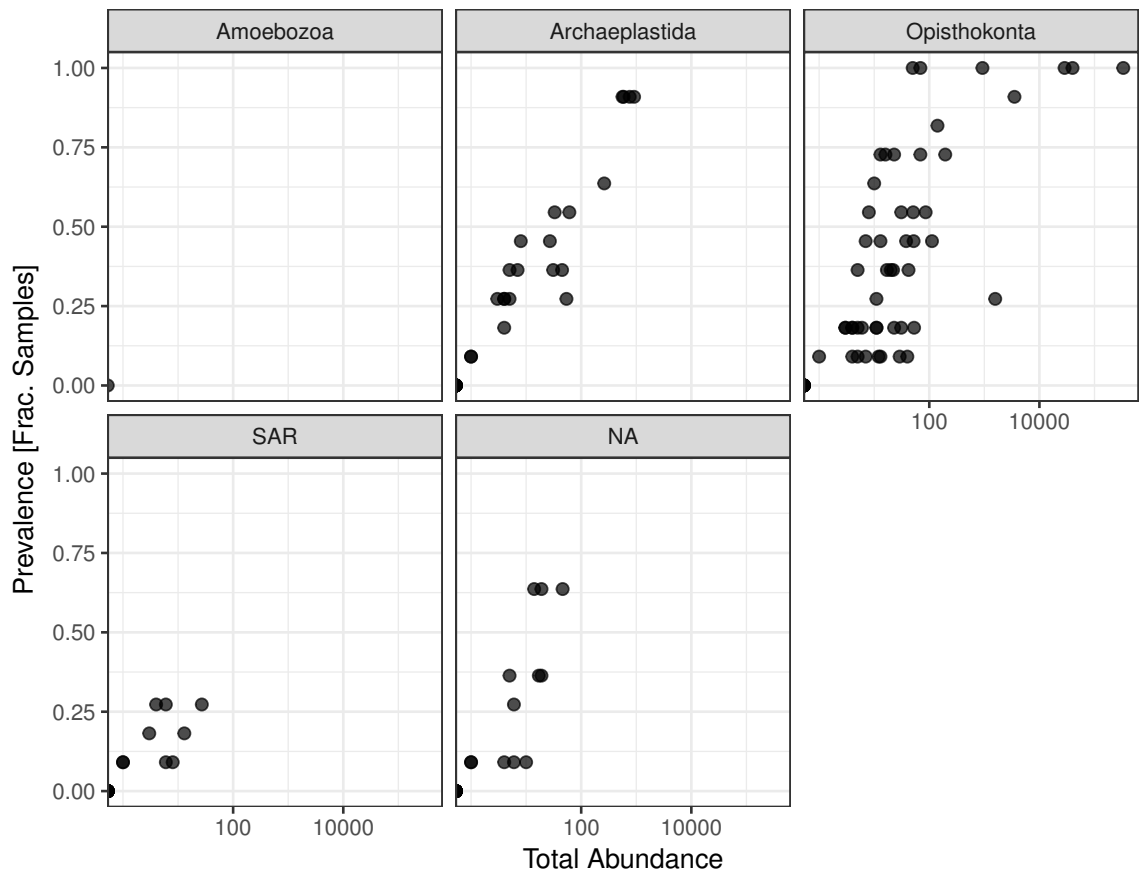 Amoebozoa
Archaeplastida
Opisthokonta
1.00
0.75
0.50
0.25
0.00
100
10000
SAR
NA
1.00
0.75
0.50
0.25
0.00
100
10000
100
10000
Total Abundance
Prevalence [Frac. Samples]